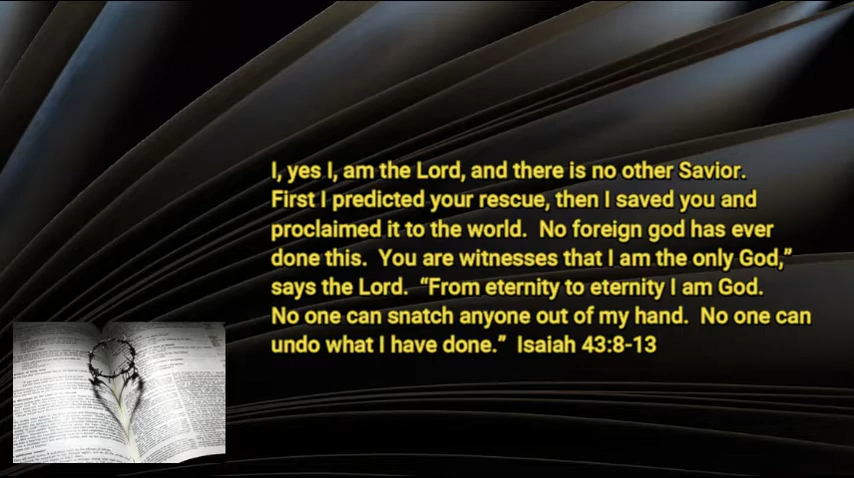 I, yes I, am the Lord, and there is no other Savior.
First I predicted your rescue, then I saved you and
proclaimed it to the world.  No foreign god has ever
done this.  You are witnesses that I am the only God,”
says the Lord.  “From eternity to eternity I am God.
No one can snatch anyone out of my hand.  No one can
undo what I have done.”  Isaiah 43:8-13